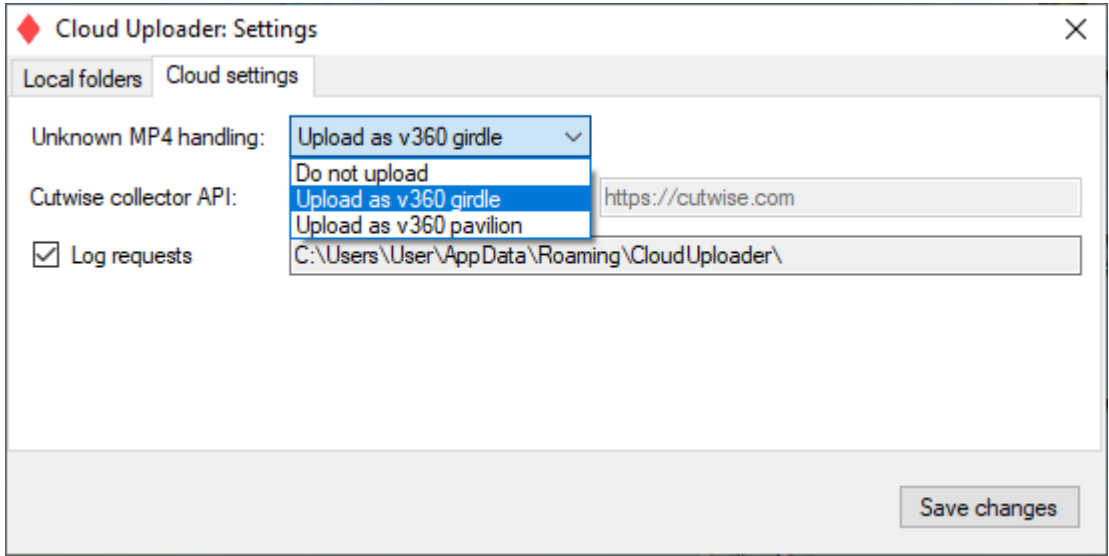 Cloud Uploader: Settings
Local folders Cloud settings
Unknown MP4 handling: Upload as v360 girdle
Do not upload
Cutwise collector API: Upload as v360 girdle https://cutwise.com
Upload as v360 pavilion
Log requests C:\Users\User\AppData\Roaming\CloudUploader\
Save changes